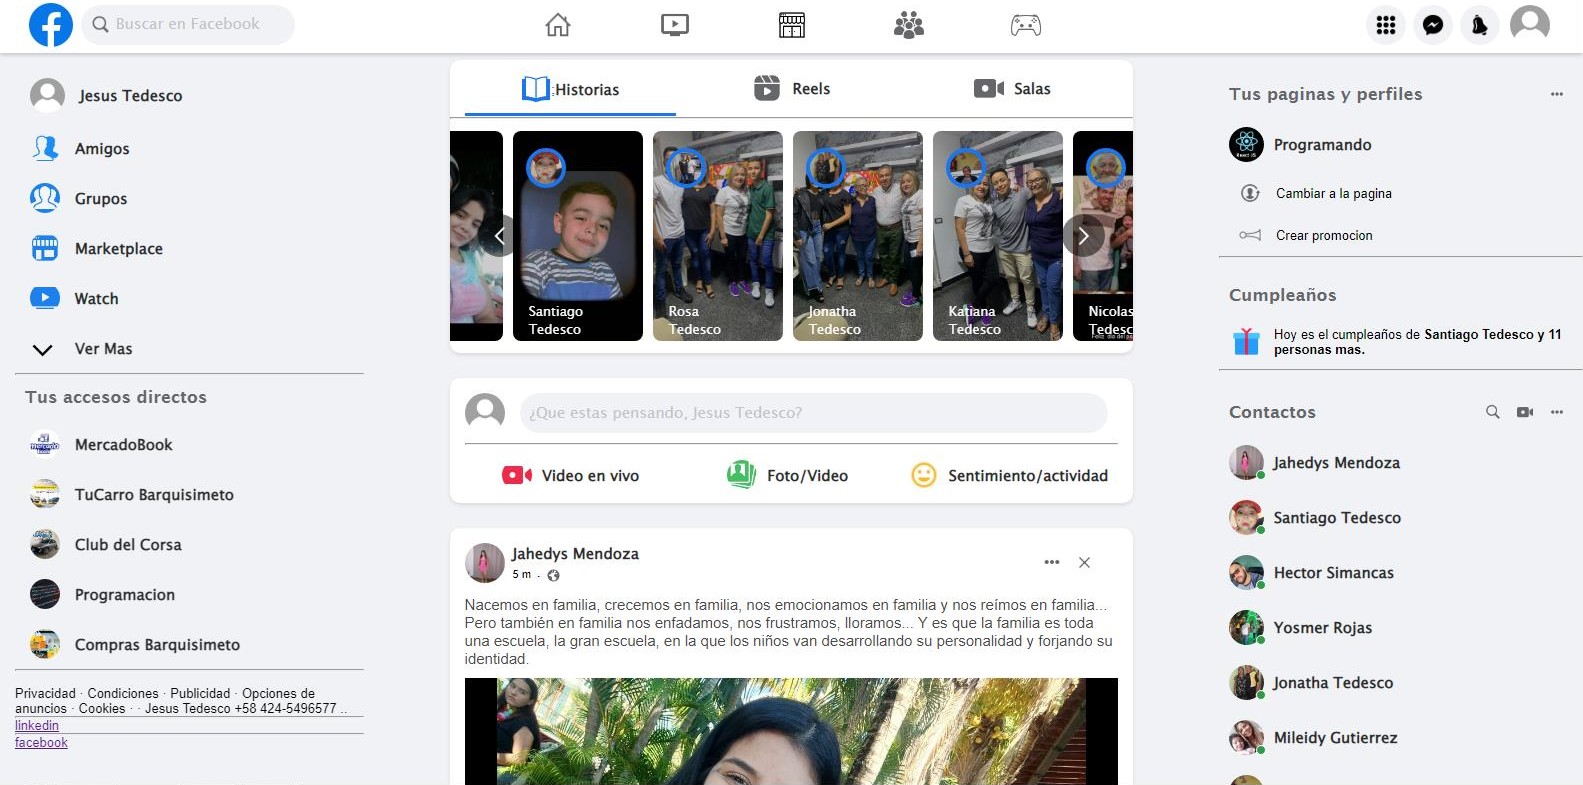 Buscar en Facebook
Jesus Tedesco
Amigos
Grupos
Marketplace
Watch
Ver Mas
Tus accesos directos
MercadoBook
TuCarro Barquisimeto
Club del Corsa
Programacion
Compras Barquisimeto
Privacidad · Condiciones · Publicidad · Opciones de
anuncios · Cookies · · Jesus Tedesco +58 424-5496577 ..
linkedin
facebook
:Historias
Reels
Salas
Santiago
Tedesco
Rosa
Tedesco
Jonatha
Tedesco
Katiana
Tedesco
Nicolas
Tedesc
¿Que estas pensando, Jesus Tedesco?
Video en vivo
Foto/Video
Sentimiento/actividad
Jahedys Mendoza
5 m .
Nacemos en familia, crecemos en familia, nos emocionamos en familia y nos reímos en familia...
Pero también en familia nos enfadamos, nos frustramos, lloramos... Y es que la familia es toda
una escuela, la gran escuela, en la que los niños van desarrollando su personalidad y forjando su
identidad.
Tus paginas y perfiles
Programando
Cambiar a la pagina
Crear promocion
Cumpleaños
Hoy es el cumpleaños de Santiago Tedesco y 11
personas mas.
Contactos
Jahedys Mendoza
Santiago Tedesco
Hector Simancas
Yosmer Rojas
Jonatha Tedesco
Mileidy Gutierrez